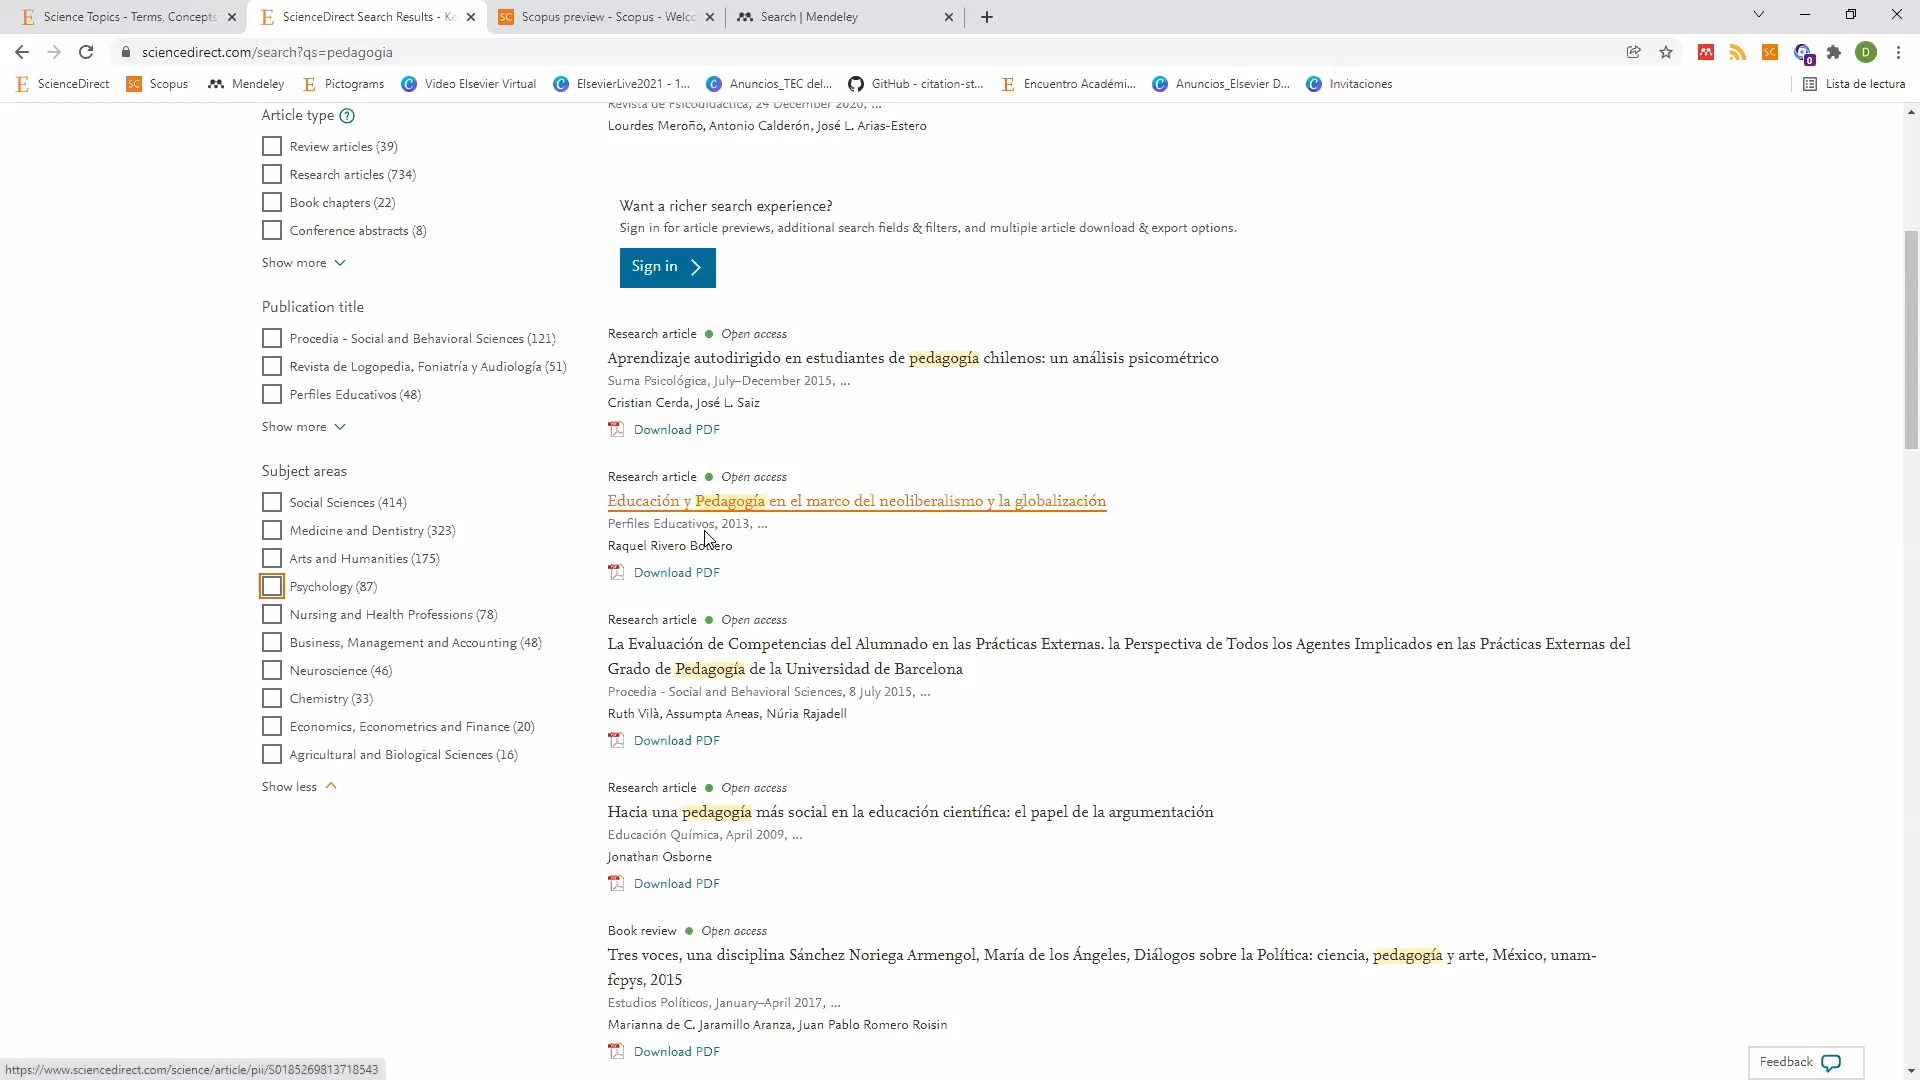 Science Topics - Terms, Concepts
ScienceDirect Search Results - Ke
Scopus preview - Scopus - Welc
Search | Mendeley
sciencedirect.com/search?qs=pedagogia
ScienceDirect
Scopus
Mendeley
Pictograms
Video Elsevier Virtual
ElsevierLive2021 - 1...
Anuncios_TEC del...
GitHub - citation-st...
Encuentro Académi...
Anuncios_Elsevier D...
Invitaciones
Lista de lectura
Article type
Review articles (39)
Research articles (734)
Book chapters (22)
Conference abstracts (8)
Show more
Publication title
Procedia - Social and Behavioral Sciences (121)
Revista de Logopedia, Foniatría y Audiología (51)
Perfiles Educativos (48)
Show more
Subject areas
Social Sciences (414)
Medicine and Dentistry (323)
Arts and Humanities (175)
Psychology (87)
Nursing and Health Professions (78)
Business, Management and Accounting (48)
Neuroscience (46)
Chemistry (33)
Economics, Econometrics and Finance (20)
Agricultural and Biological Sciences (16)
Show less
Revista de Psicodidáctica, 24 December 2020, ...
Lourdes Meroño, Antonio Calderón, José L. Arias-Estero
Want a richer search experience?
Sign in for article previews, additional search fields & filters, and multiple article download & export options.
Sign in
Research article Open access
Aprendizaje autodirigido en estudiantes de pedagogía chilenos: un análisis psicométrico
Suma Psicológica, July–December 2015, ...
Cristian Cerda, José L. Saiz
Download PDF
Research article Open access
Educación y Pedagogía en el marco del neoliberalismo y la globalización
Perfiles Educativos, 2013, ...
Raquel Rivero
Download PDF
Research article Open access
La Evaluación de Competencias del Alumnado en las Prácticas Externas. la Perspectiva de Todos los Agentes Implicados en las Prácticas Externas del
Grado de Pedagogía de la Universidad de Barcelona
Procedia - Social and Behavioral Sciences, 8 July 2015, ...
Ruth Vilà, Assumpta Aneas, Núria Rajadell
Download PDF
Research article Open access
Hacia una pedagogía más social en la educación científica: el papel de la argumentación
Educación Química, April 2009, ...
Jonathan Osborne
Download PDF
Book review Open access
Tres voces, una disciplina Sánchez Noriega Armengol, María de los Ángeles, Diálogos sobre la Política: ciencia, pedagogía y arte, México, unam-
fcpys, 2015
Estudios Políticos, January–April 2017, ...
Marianna de C. Jaramillo Aranza, Juan Pablo Romero Roisin
Download PDF
Feedback
https://www.sciencedirect.com/science/article/pii/S0185269813718543